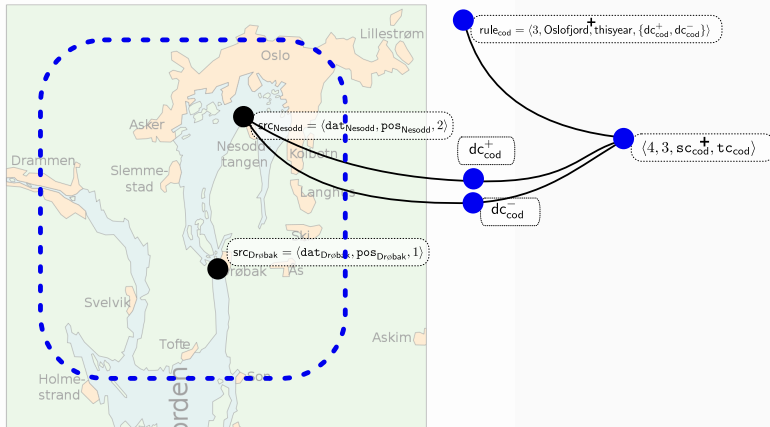 Lillestrøm
Oslo
rule_cod = ⟨3, Oslofjord, thisyear, {dc⁺_cod, dc⁻_cod}⟩
+
Asker
src_Nesodd = ⟨dat_Nesodd, pos_Nesodd, 2⟩
Nesodd
tangen
Kolbotn
dc⁺_cod
⟨4, 3, sc_cod, tc_cod⟩
+
Drammen
Slemme-
stad
Langhus
dc⁻_cod
Ski
src_Drøbak = ⟨dat_Drøbak, pos_Drøbak, 1⟩
Drøbak
Ås
Svelvik
Tofte
Askim
Holme-
strand
Son
orden